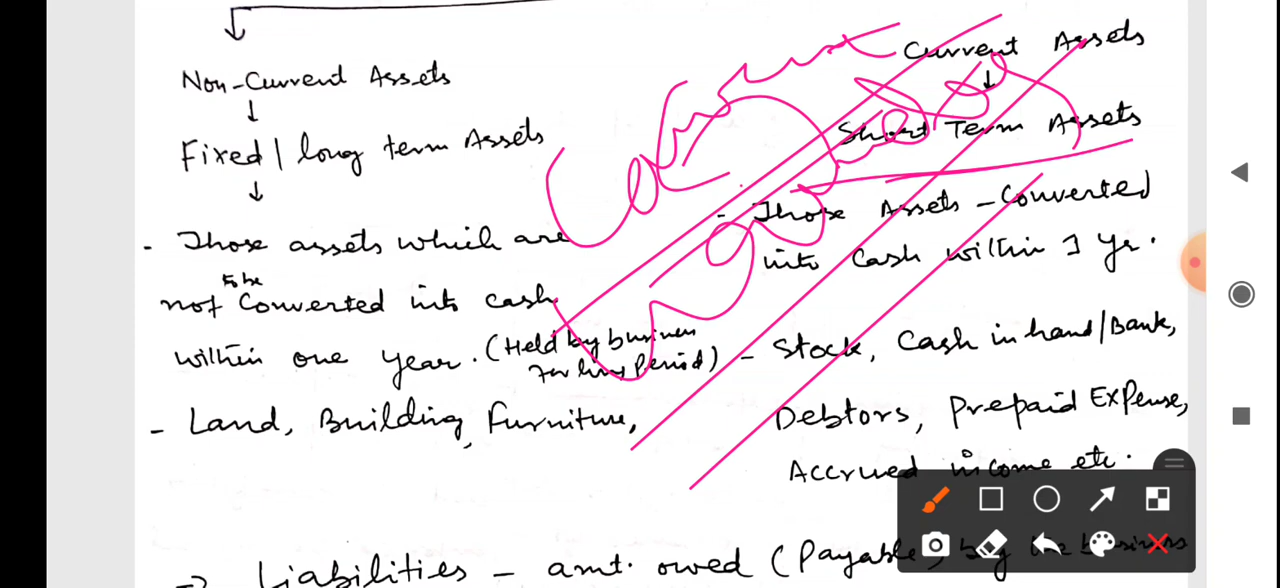 Non-Current Assets
Fixed / long term Assets
- Those assets which are
to be
not Converted into cash
within one year. (Held by business
for long period)
- Land, Building, Furniture,
Current Assets
Short Term Assets
- Those Assets - Converted
into Cash within 1 Yr.
- Stock, Cash in hand/Bank,
Debtors, Prepaid Expense,
Accrued income etc.
→ Liabilities - amt. owed (Payable) by the business